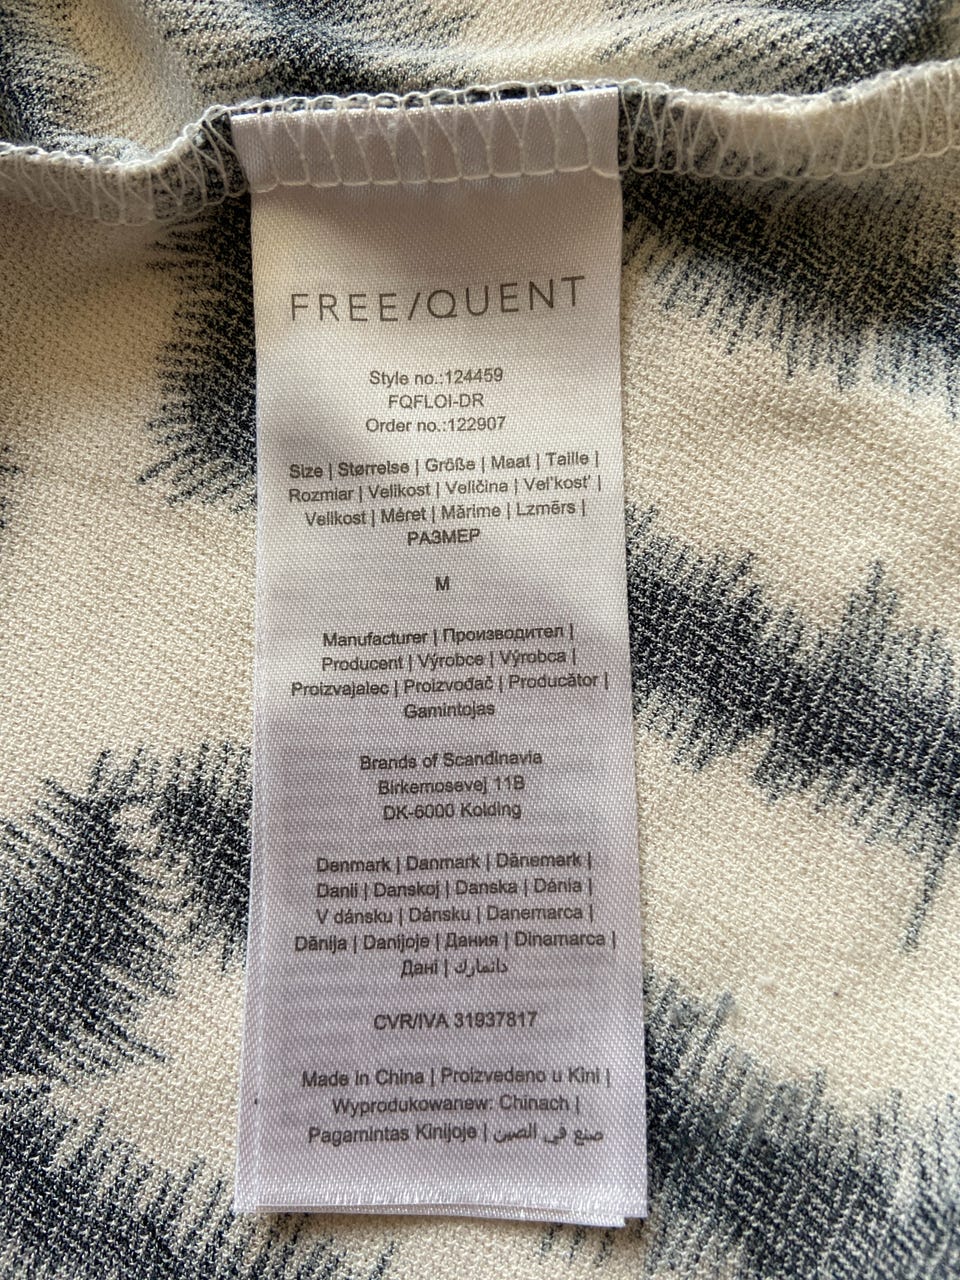 FREE/QUENT
Style no.:124459
FQFLOI-DR
Order no.:122907
Size | Størrelse | Größe | Maat | Taille |
Rozmiar | Velikost | Veličina | Vel'kost' |
Velikost | Méret | Mărime | Lzmērs |
РАЗМЕР
M
Manufacturer | Производител |
Producent | Výrobce | Výrobca |
Proizvajalec | Proizvođač | Producător |
Gamintojas
Brands of Scandinavia
Birkemosevej 11B
DK-6000 Kolding
Denmark | Danmark | Dänemark |
Danii | Danskoj | Danska | Dánia |
V dánsku | Dánsku | Danemarca |
Dānija | Danijoje | Дания | Dinamarca |
Дані | دانمارك
CVR/IVA 31937817
Made in China | Proizvedeno u Kini |
Wyprodukowanew: Chinach |
Pagamintas Kinijoje | صنع في الصين